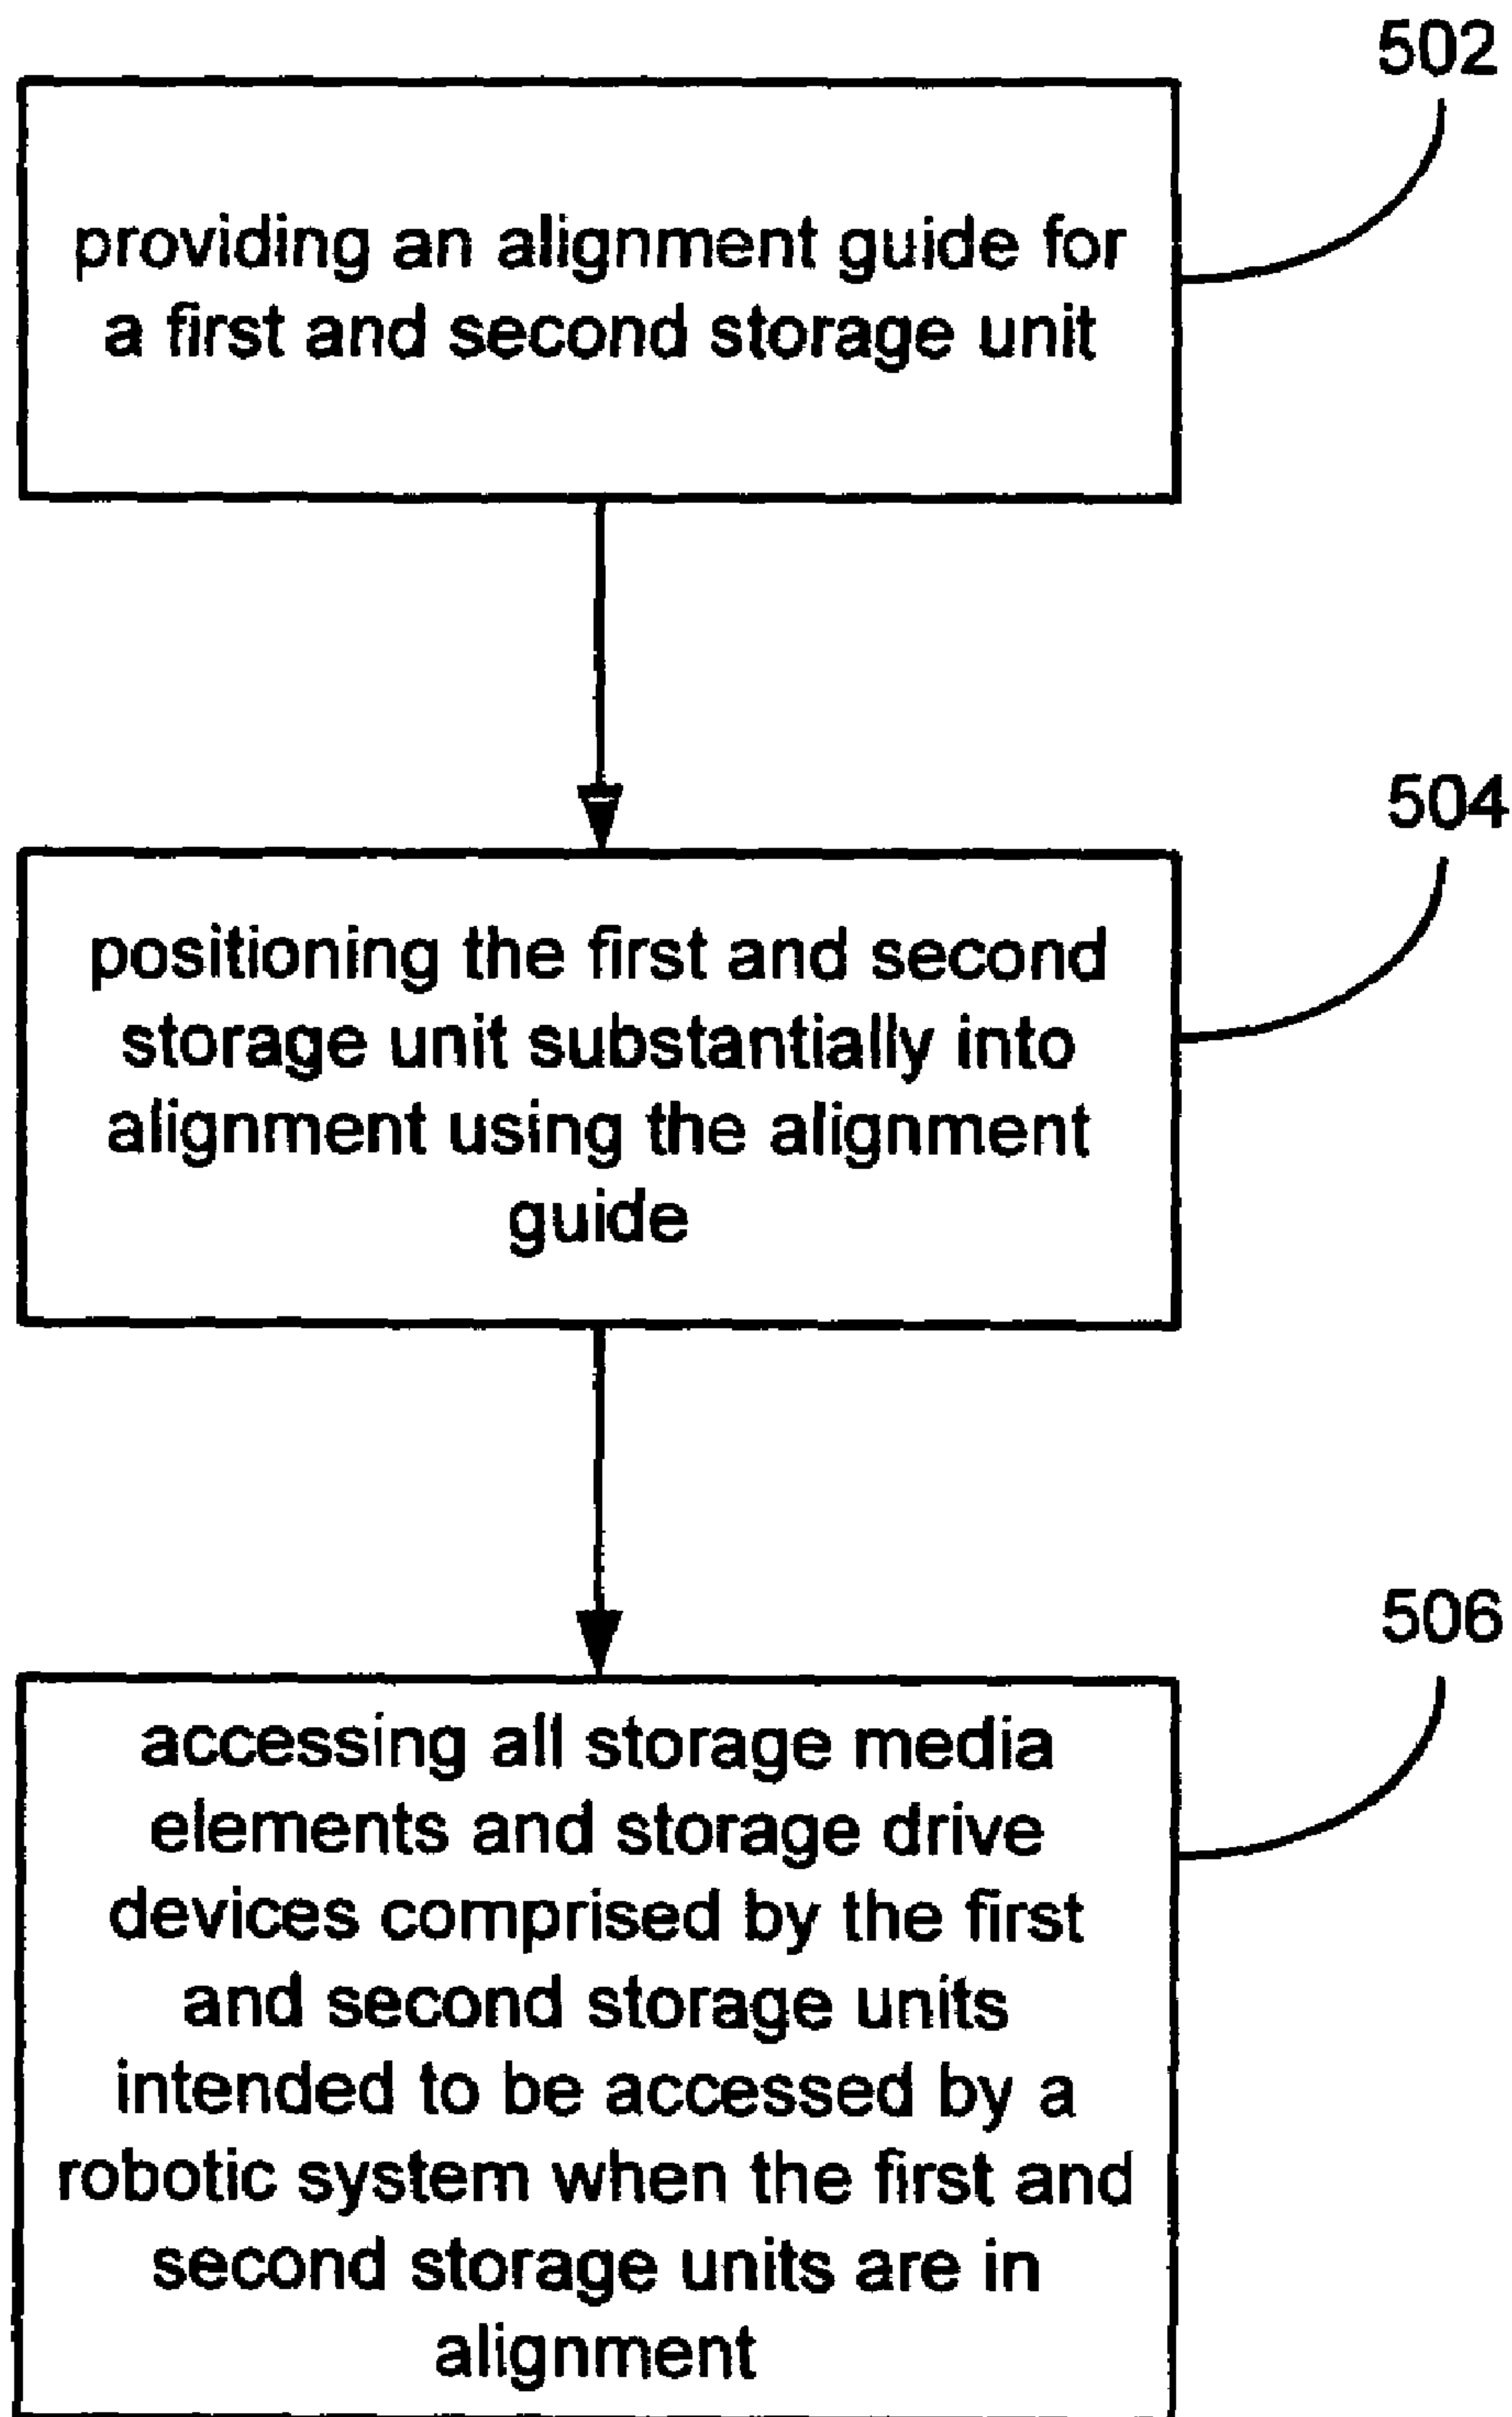 502
providing an alignment guide for
a first and second storage unit
504
positioning the first and second
storage unit substantially into
alignment using the alignment
guide
506
accessing all storage media
elements and storage drive
devices comprised by the first
and second storage units
intended to be accessed by a
robotic system when the first and
second storage units are in
alignment